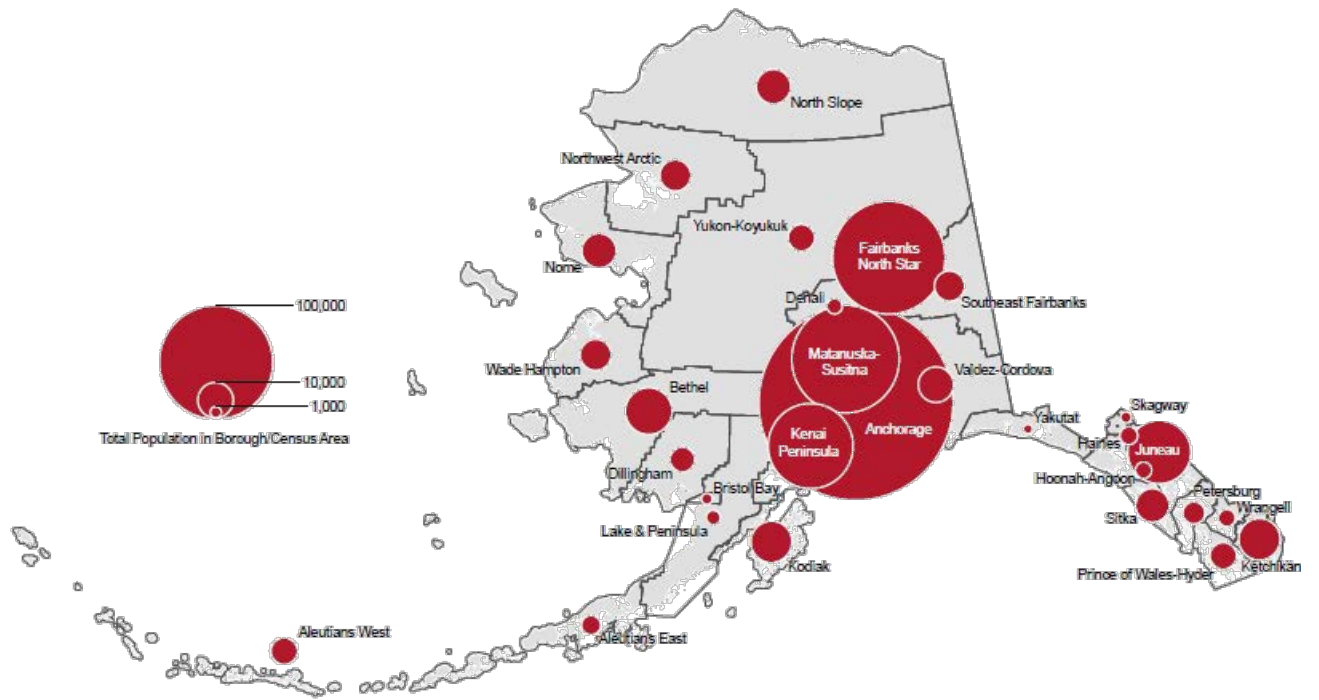 North Slope
Northwest Arctic
Yukon-Koyukuk
Fairbanks
North Star
Nome
Denali
Southeast Fairbanks
100,000
10,000
1,000
Total Population in Borough/Census Area
Matanuska-
Susitna
Wade Hampton
Valdez-Cordova
Bethel
Skagway
Yakutat
Kenai
Peninsula
Anchorage
Haines
Juneau
Dillingham
Hoonah-Angoon
Bristol Bay
Petersburg
Wrangell
Sitka
Lake & Peninsula
Kodiak
Ketchikan
Prince of Wales-Hyder
Aleutians West
Aleutians East